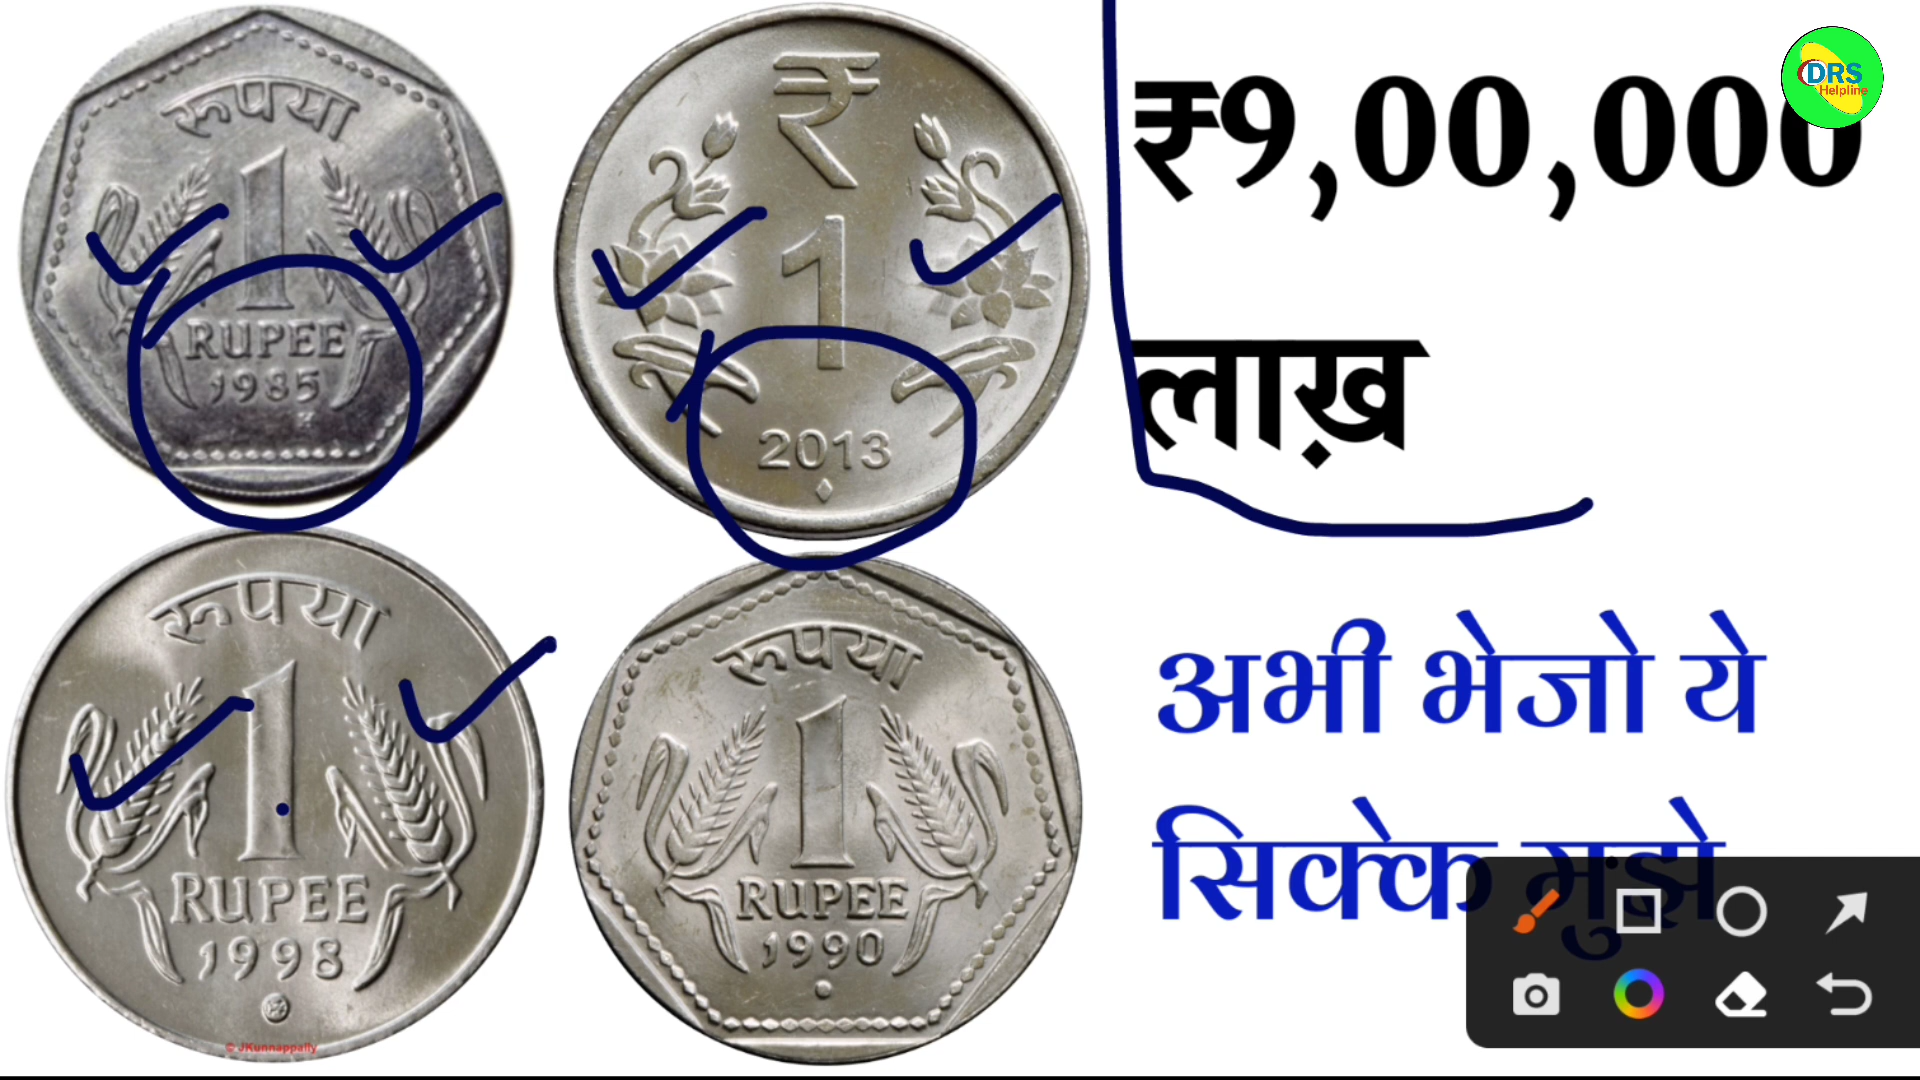 रूपया
1
RUPEE
1985
₹
1
2013
रूपया
1
RUPEE
1998
© JKunnappally
रूपया
1
RUPEE
1990
₹9,00,000
लाख़
अभी भेजो ये
सिक्के मुझे
DRS
Helpline